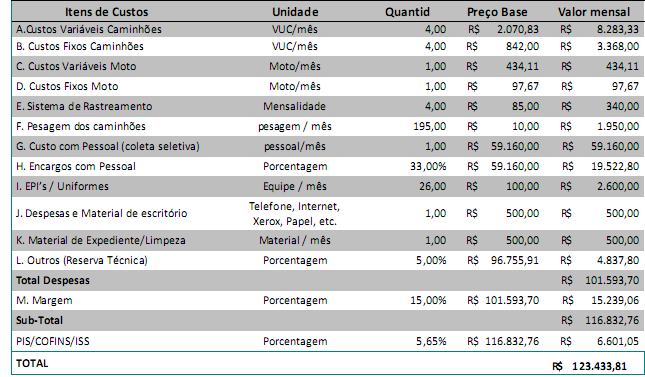 Itens de Custos Unidade Quantid Preço Base Valor mensal
A.Custos Variáveis Caminhões VUC/mês 4,00 R$ 2.070,83 R$ 8.283,33
B. Custos Fixos Caminhões VUC/mês 4,00 R$ 842,00 R$ 3.368,00
C. Custos Variáveis Moto Moto/mês 1,00 R$ 434,11 R$ 434,11
D. Custos Fixos Moto Moto/mês 1,00 R$ 97,67 R$ 97,67
E. Sistema de Rastreamento Mensalidade 4,00 R$ 85,00 R$ 340,00
F. Pesagem dos caminhões pesagem / mês 195,00 R$ 10,00 R$ 1.950,00
G. Custo com Pessoal (coleta seletiva) pessoal/mês 1,00 R$ 59.160,00 R$ 59.160,00
H. Encargos com Pessoal Porcentagem 33,00% R$ 59.160,00 R$ 19.522,80
I. EPI's / Uniformes Equipe / mês 26,00 R$ 100,00 R$ 2.600,00
J. Despesas e Material de escritório Telefone, Internet, Xerox, Papel, etc. 1,00 R$ 500,00 R$ 500,00
K. Material de Expediente/Limpeza Material / mês 1,00 R$ 500,00 R$ 500,00
L. Outros (Reserva Técnica) Porcentagem 5,00% R$ 96.755,91 R$ 4.837,80
Total Despesas R$ 101.593,70
M. Margem Porcentagem 15,00% R$ 101.593,70 R$ 15.239,06
Sub-Total R$ 116.832,76
PIS/COFINS/ISS Porcentagem 5,65% R$ 116.832,76 R$ 6.601,05
TOTAL R$ 123.433,81